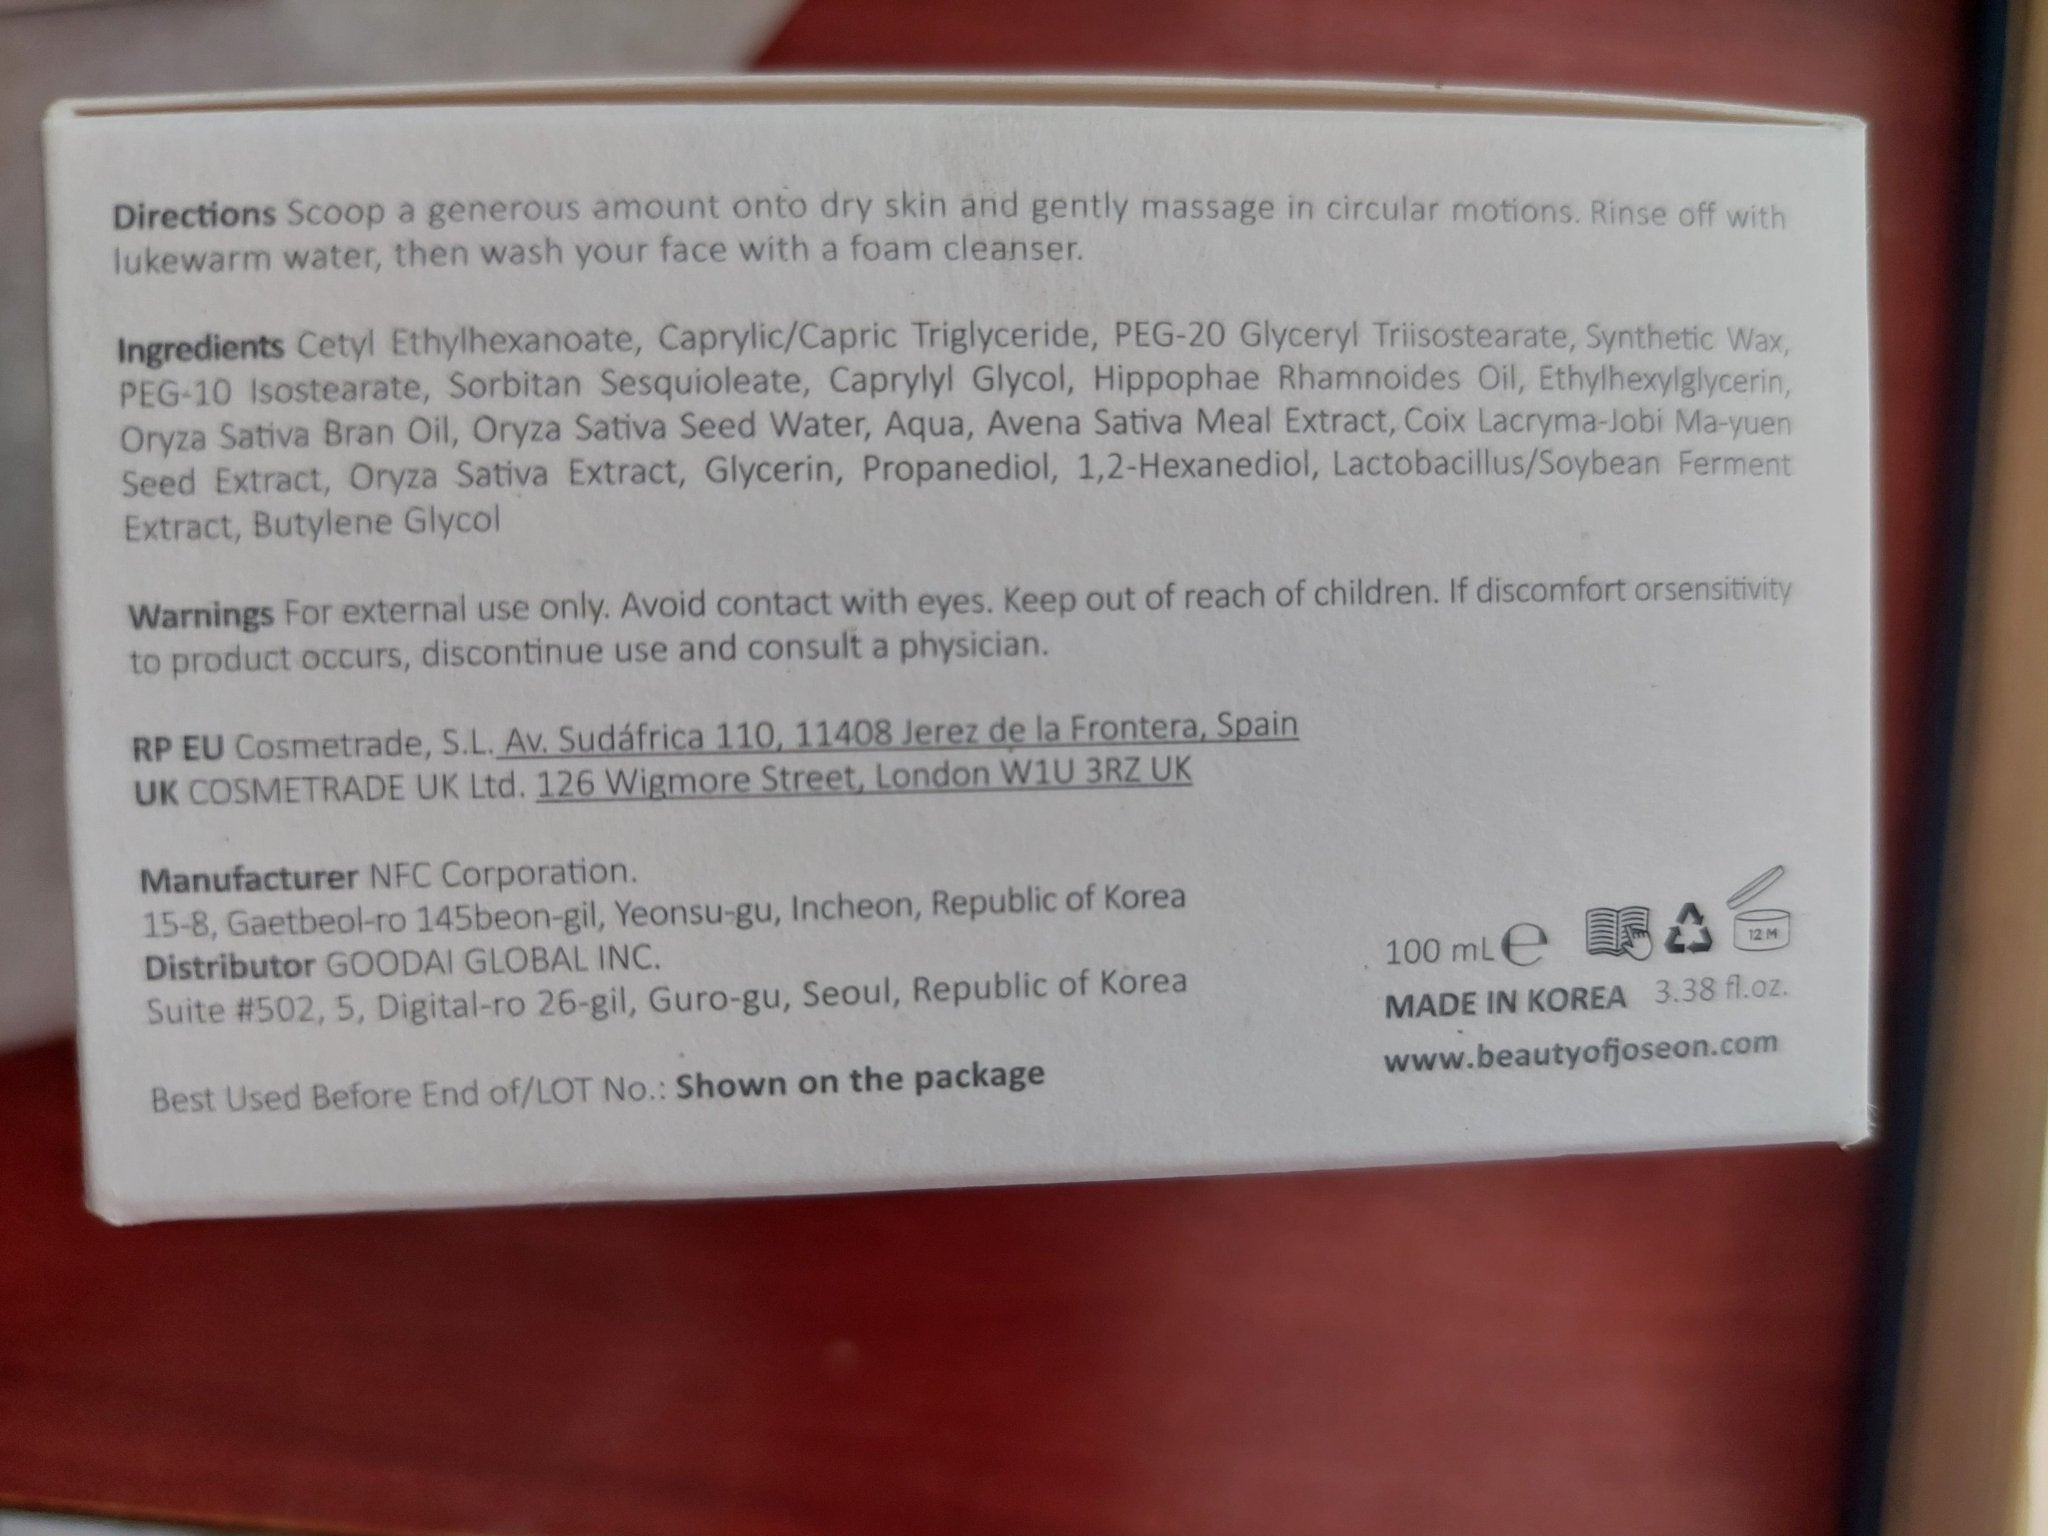 Directions Scoop a generous amount onto dry skin and gently massage in circular motions. Rinse off with
lukewarm water, then wash your face with a foam cleanser.
Ingredients Cetyl Ethylhexanoate, Caprylic/Capric Triglyceride, PEG-20 Glyceryl Triisostearate, Synthetic Wax,
PEG-10 Isostearate, Sorbitan Sesquioleate, Caprylyl Glycol, Hippophae Rhamnoides Oil, Ethylhexylglycerin,
Oryza Sativa Bran Oil, Oryza Sativa Seed Water, Aqua, Avena Sativa Meal Extract, Coix Lacryma-Jobi Ma-yuen
Seed Extract, Oryza Sativa Extract, Glycerin, Propanediol, 1,2-Hexanediol, Lactobacillus/Soybean Ferment
Extract, Butylene Glycol
Warnings For external use only. Avoid contact with eyes. Keep out of reach of children. If discomfort orsensitivity
to product occurs, discontinue use and consult a physician.
RP EU Cosmetrade, S.L. Av. Sudáfrica 110, 11408 Jerez de la Frontera, Spain
UK COSMETRADE UK Ltd. 126 Wigmore Street, London W1U 3RZ UK
Manufacturer NFC Corporation.
15-8, Gaetbeol-ro 145beon-gil, Yeonsu-gu, Incheon, Republic of Korea
Distributor GOODAI GLOBAL INC.
Suite #502, 5, Digital-ro 26-gil, Guro-gu, Seoul, Republic of Korea
Best Used Before End of/LOT No.: Shown on the package
100 mL e 12 M
MADE IN KOREA 3.38 fl.oz.
www.beautyofjoseon.com